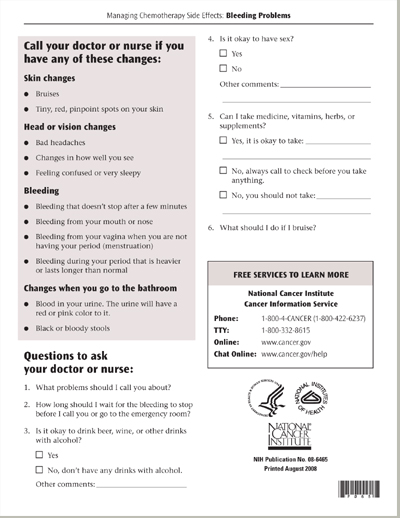 Managing Chemotherapy Side Effects: Bleeding Problems
Call your doctor or nurse if you
have any of these changes:
Skin changes
● Bruises
● Tiny, red, pinpoint spots on your skin
Head or vision changes
● Bad headaches
● Changes in how well you see
● Feeling confused or very sleepy
Bleeding
● Bleeding that doesn't stop after a few minutes
● Bleeding from your mouth or nose
● Bleeding from your vagina when you are not
having your period (menstruation)
● Bleeding during your period that is heavier
or lasts longer than normal
Changes when you go to the bathroom
● Blood in your urine. The urine will have a
red or pink color to it.
● Black or bloody stools
Questions to ask
your doctor or nurse:
1. What problems should I call you about?
2. How long should I wait for the bleeding to stop
before I call you or go to the emergency room?
3. Is it okay to drink beer, wine, or other drinks
with alcohol?
Yes
No, don't have any drinks with alcohol.
Other comments:
4. Is it okay to have sex?
Yes
No
Other comments:
5. Can I take medicine, vitamins, herbs, or
supplements?
Yes, it is okay to take:
No, always call to check before you take
anything.
No, you should not take:
6. What should I do if I bruise?
FREE SERVICES TO LEARN MORE
National Cancer Institute
Cancer Information Service
Phone: 1-800-4-CANCER (1-800-422-6237)
TTY: 1-800-332-8615
Online: www.cancer.gov
Chat Online: www.cancer.gov/help
NATIONAL INSTITUTES
OF HEALTH
NATIONAL
CANCER
INSTITUTE
NIH Publication No. 08-6465
Printed August 2008